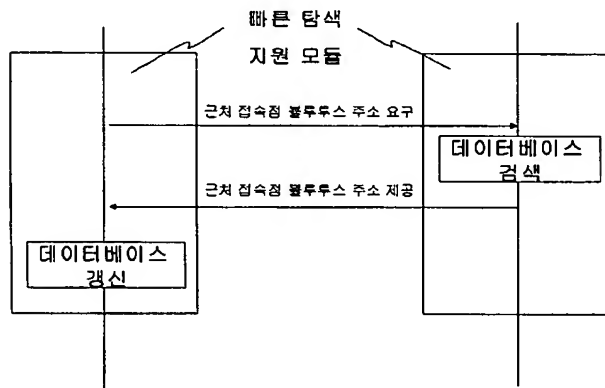 빠른 탐색
지원 모듈
근처 접속점 블루투스 주소 요구
데이터베이스
검색
근처 접속점 블루투스 주소 제공
데이터베이스
갱신